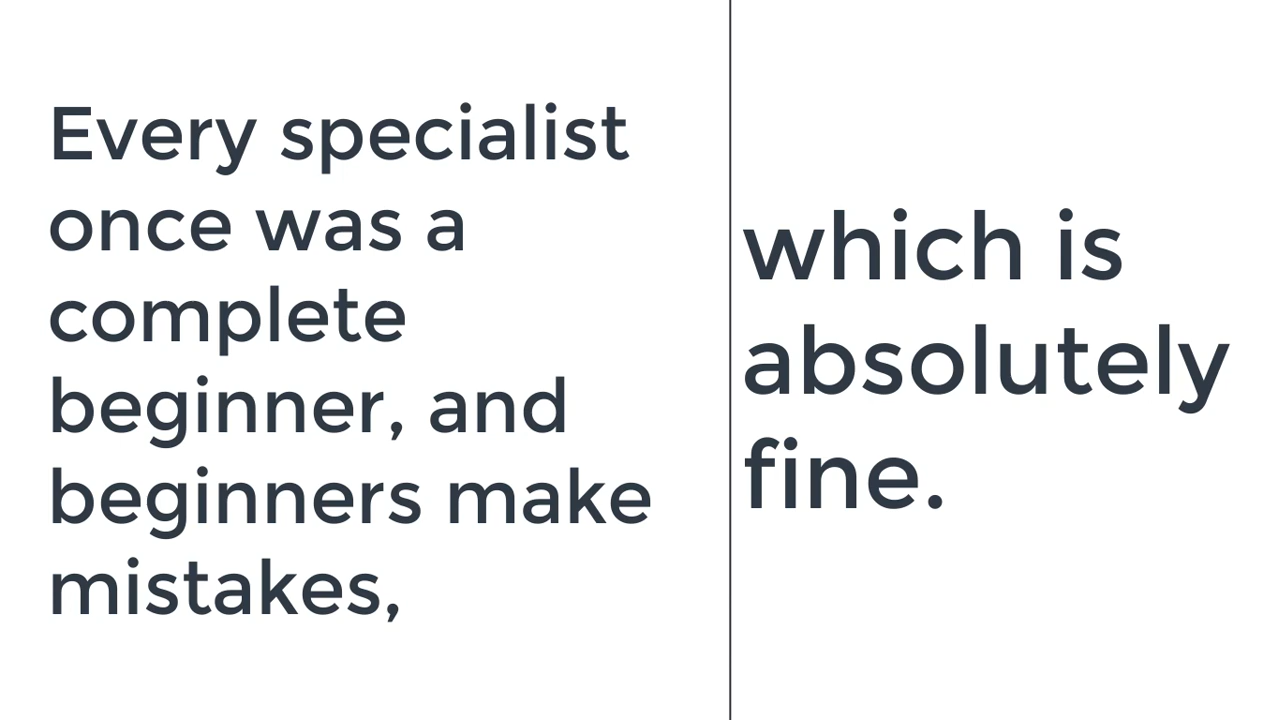 Every specialist
once was a
complete
beginner, and
beginners make
mistakes,
which is
absolutely
fine.